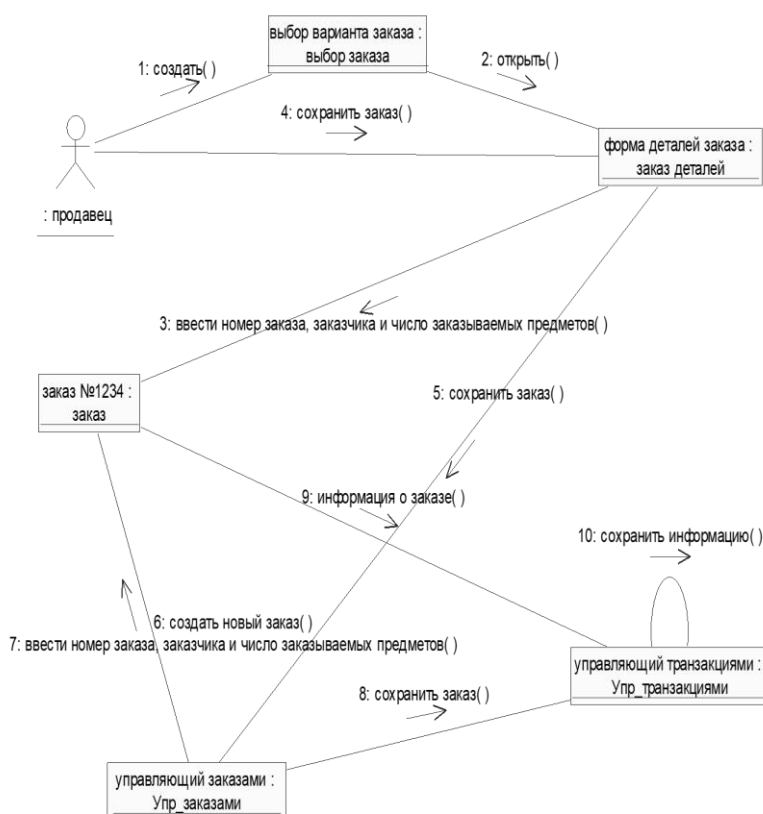 выбор варианта заказа :
выбор заказа
1: создать( )
2: открыть( )
4: сохранить заказ( )
форма деталей заказа :
заказ деталей
: продавец
3: ввести номер заказа, заказчика и число заказываемых предметов( )
заказ №1234 :
заказ
5: сохранить заказ( )
9: информация о заказе( )
10: сохранить информацию( )
6: создать новый заказ( )
7: ввести номер заказа, заказчика и число заказываемых предметов( )
управляющий транзакциями :
Упр_транзакциями
8: сохранить заказ( )
управляющий заказами :
Упр_заказами